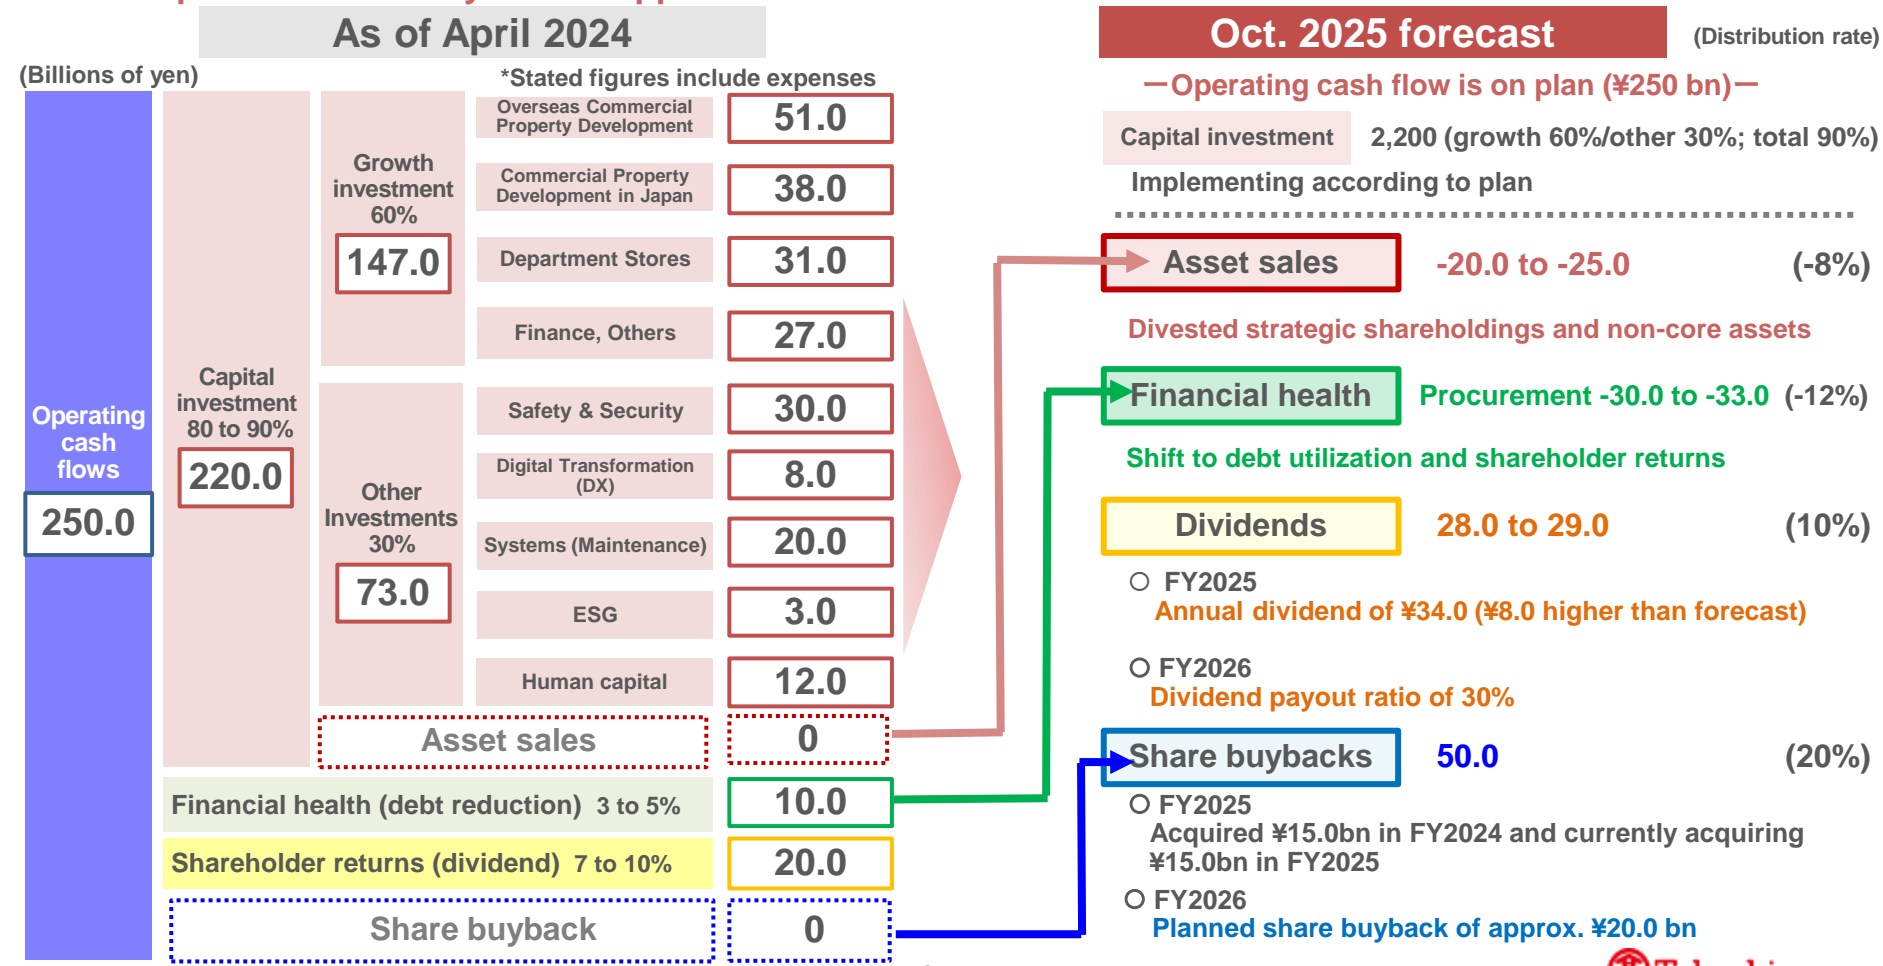 As of April 2024
(Billions of yen)
*Stated figures include expenses
Operating
cash
flows
250.0
Capital
investment
80 to 90%
220.0
Growth
investment
60%
147.0
Overseas Commercial
Property Development
51.0
Commercial Property
Development in Japan
38.0
Department Stores
31.0
Finance, Others
27.0
Other
Investments
30%
73.0
Safety & Security
30.0
Digital Transformation
(DX)
8.0
Systems (Maintenance)
20.0
ESG
3.0
Human capital
12.0
Asset sales
0
Financial health (debt reduction) 3 to 5%
10.0
Shareholder returns (dividend) 7 to 10%
20.0
Share buyback
0
Oct. 2025 forecast
(Distribution rate)
－Operating cash flow is on plan (¥250 bn)－
Capital investment 2,200 (growth 60%/other 30%; total 90%)
Implementing according to plan
Asset sales -20.0 to -25.0 (-8%)
Divested strategic shareholdings and non-core assets
Financial health Procurement -30.0 to -33.0 (-12%)
Shift to debt utilization and shareholder returns
Dividends 28.0 to 29.0 (10%)
○ FY2025
Annual dividend of ¥34.0 (¥8.0 higher than forecast)
○ FY2026
Dividend payout ratio of 30%
Share buybacks 50.0 (20%)
○ FY2025
Acquired ¥15.0bn in FY2024 and currently acquiring
¥15.0bn in FY2025
○ FY2026
Planned share buyback of approx. ¥20.0 bn